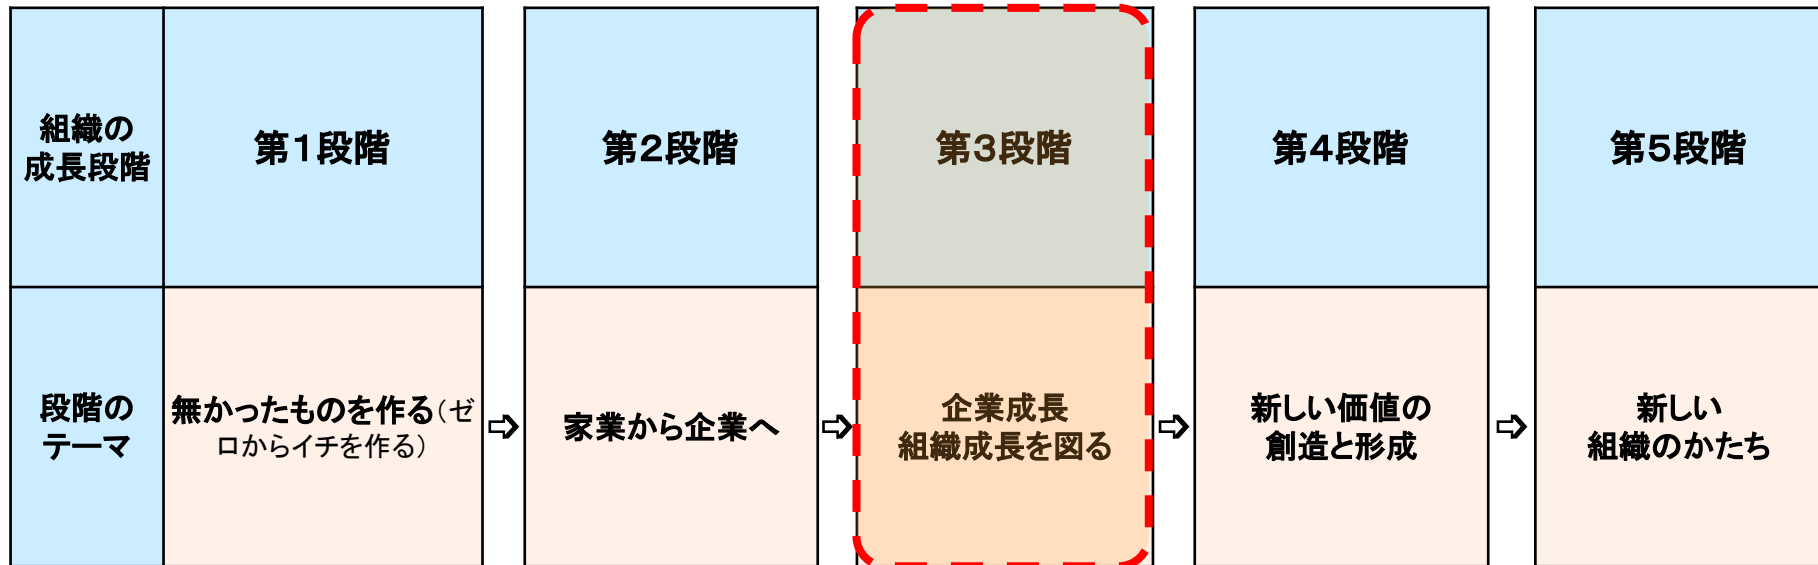 組織の
成長段階
第１段階
第２段階
第３段階
第４段階
第５段階
段階の
テーマ
無かったものを作る（ゼ
ロからイチを作る）
⇨
家業から企業へ
⇨
企業成長
組織成長を図る
⇨
新しい価値の
創造と形成
⇨
新しい
組織のかたち